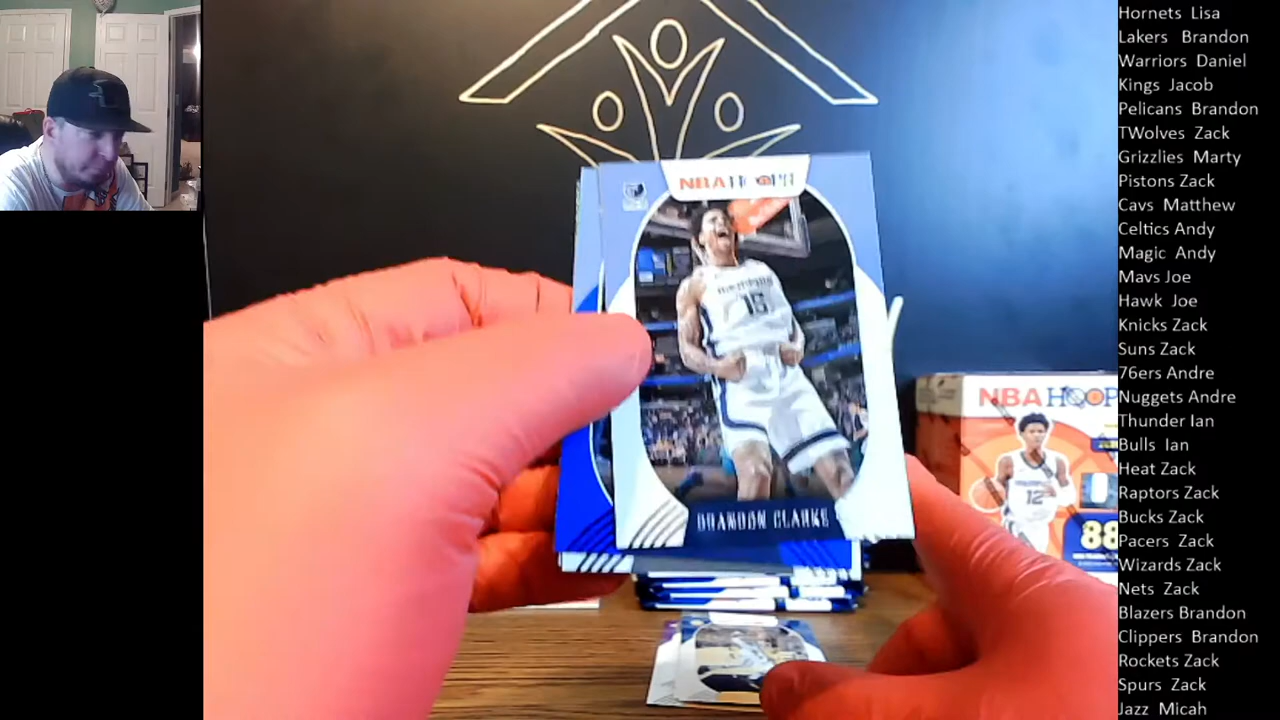 NBA HOOPS
MEMPHIS
15
BRANDON CLARKE
NBA HOOPS
12
88
Hornets Lisa
Lakers Brandon
Warriors Daniel
Kings Jacob
Pelicans Brandon
TWolves Zack
Grizzlies Marty
Pistons Zack
Cavs Matthew
Celtics Andy
Magic Andy
Mavs Joe
Hawk Joe
Knicks Zack
Suns Zack
76ers Andre
Nuggets Andre
Thunder Ian
Bulls Ian
Heat Zack
Raptors Zack
Bucks Zack
Pacers Zack
Wizards Zack
Nets Zack
Blazers Brandon
Clippers Brandon
Rockets Zack
Spurs Zack
Jazz Micah